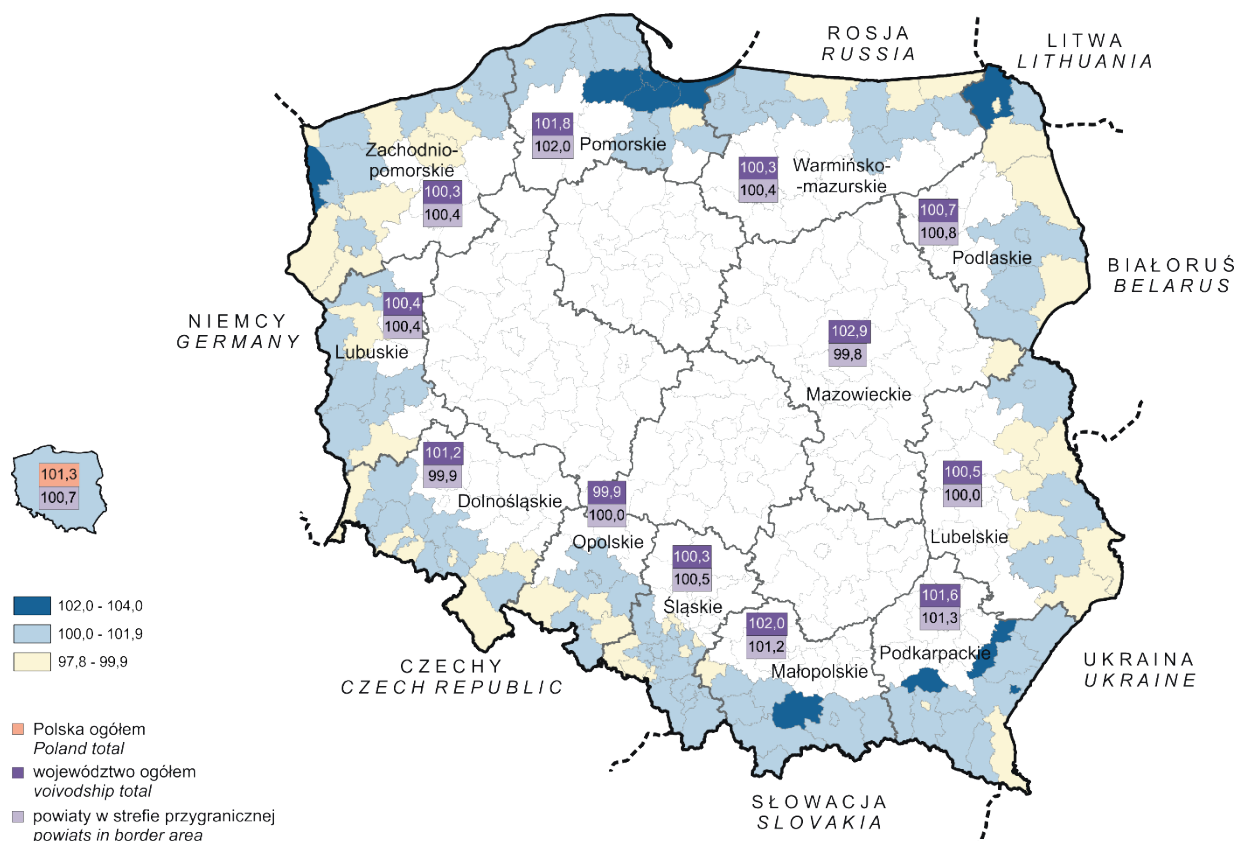 ROSJA
RUSSIA
LITWA
LITHUANIA
101,8
102,0
Pomorskie
Zachodnio-
pomorskie
100,3
100,4
100,3
100,4
Warmińsko-
-mazurskie
100,7
100,8
Podlaskie
BIAŁORUŚ
BELARUS
NIEMCY
GERMANY
100,4
100,4
Lubuskie
102,9
99,8
Mazowieckie
101,3
100,7
101,2
99,9
Dolnośląskie
99,9
100,0
Opolskie
100,5
100,0
Lubelskie
100,3
100,5
Śląskie
102,0
101,2
Małopolskie
101,6
101,3
Podkarpackie
102,0 - 104,0
100,0 - 101,9
97,8 - 99,9
CZECHY
CZECH REPUBLIC
UKRAINA
UKRAINE
SŁOWACJA
SLOVAKIA
Polska ogółem
Poland total
województwo ogółem
voivodship total
powiaty w strefie przygranicznej
powiats in border area